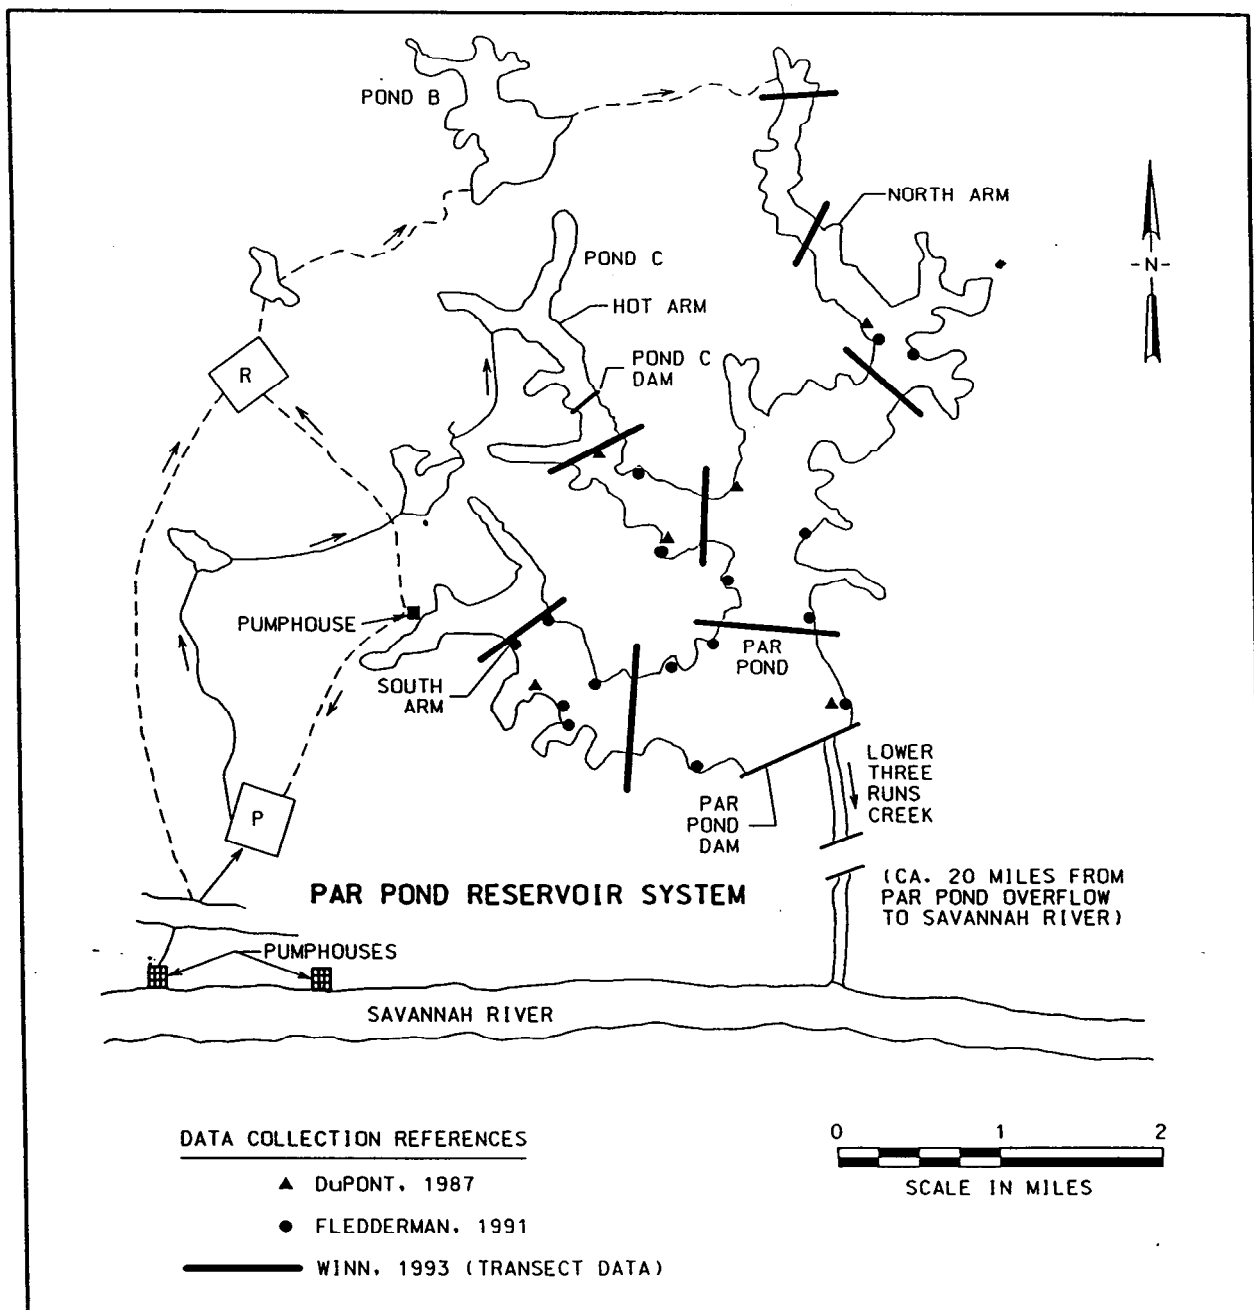 POND B
NORTH ARM
POND C
-N-
HOT ARM
POND C
DAM
R
PUMPHOUSE
PAR
POND
SOUTH
ARM
LOWER
THREE
RUNS
CREEK
PAR
POND
DAM
P
(CA. 20 MILES FROM
PAR POND OVERFLOW
TO SAVANNAH RIVER)
PAR POND RESERVOIR SYSTEM
PUMPHOUSES
SAVANNAH RIVER
DATA COLLECTION REFERENCES
0 1 2
DuPONT, 1987
SCALE IN MILES
FLEDDERMAN, 1991
WINN, 1993 (TRANSECT DATA)